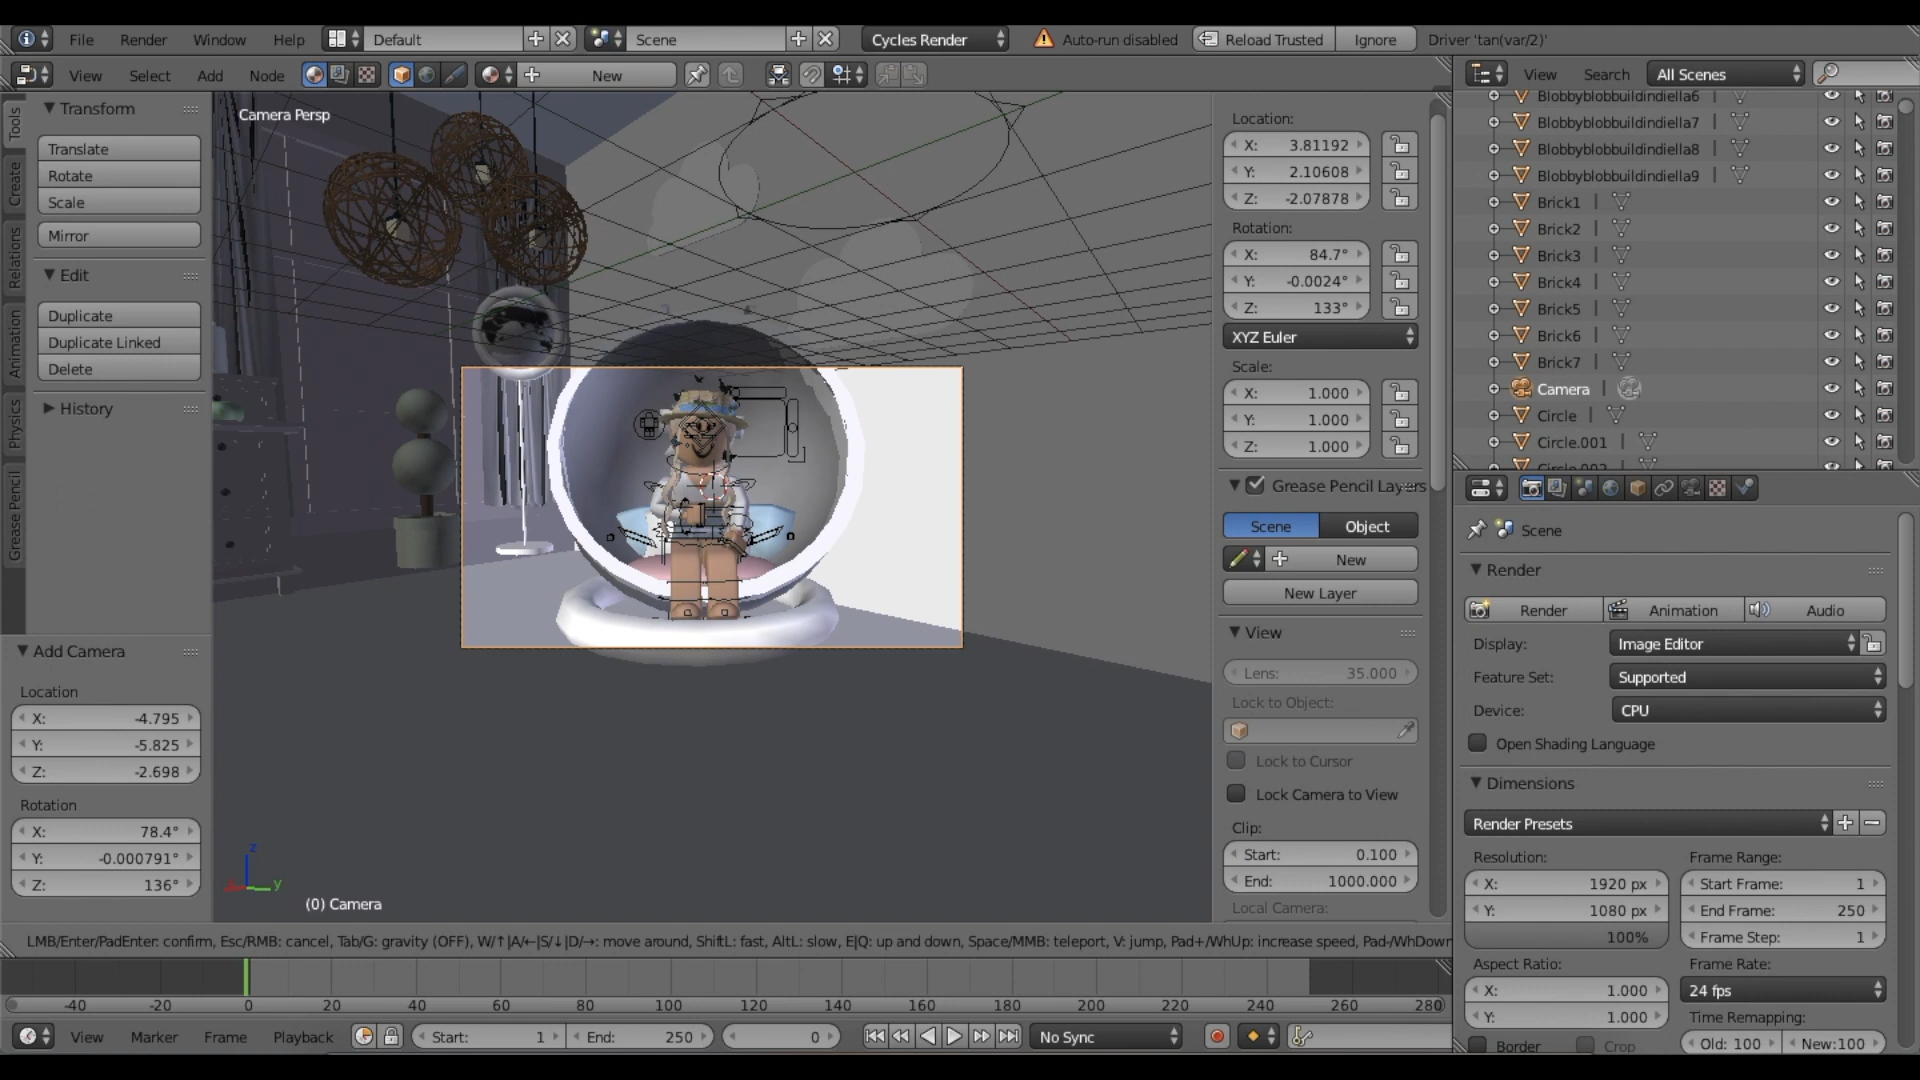 File Render Window Help Default Scene Cycles Render Auto-run disabled Reload Trusted Ignore Driver 'tan(var/2)'
View Select Add Node New
View Search All Scenes
Tools
Create
Relations
Animation
Physics
Grease Pencil
Transform
Translate
Rotate
Scale
Mirror
Edit
Duplicate
Duplicate Linked
Delete
History
Add Camera
Location
X: -4.795
Y: -5.825
Z: -2.698
Rotation
X: 78.4°
Y: -0.000791°
Z: 136°
Camera Persp
z
y
(0) Camera
Location:
X: 3.81192
Y: 2.10608
Z: -2.07878
Rotation:
X: 84.7°
Y: -0.0024°
Z: 133°
XYZ Euler
Scale:
X: 1.000
Y: 1.000
Z: 1.000
Grease Pencil Layers
Scene Object
New
New Layer
View
Lens: 35.000
Lock to Object:
Lock to Cursor
Lock Camera to View
Clip:
Start: 0.100
End: 1000.000
Local Camera:
Blobbyblobbuildindiella6
Blobbyblobbuildindiella7
Blobbyblobbuildindiella8
Blobbyblobbuildindiella9
Brick1
Brick2
Brick3
Brick4
Brick5
Brick6
Brick7
Camera
Circle
Circle.001
Circle.002
Scene
Render
Render Animation Audio
Display: Image Editor
Feature Set: Supported
Device: CPU
Open Shading Language
Dimensions
Render Presets
Resolution: Frame Range:
X: 1920 px Start Frame: 1
Y: 1080 px End Frame: 250
100% Frame Step: 1
Aspect Ratio: Frame Rate:
X: 1.000 24 fps
Y: 1.000 Time Remapping:
Border Crop Old: 100 New:100
LMB/Enter/PadEnter: confirm, Esc/RMB: cancel, Tab/G: gravity (OFF), W/↑|A/←|S/↓|D/→: move around, ShiftL: fast, AltL: slow, E|Q: up and down, Space/MMB: teleport, V: jump, Pad+/WhUp: increase speed, Pad-/WhDown
-40 -20 0 20 40 60 80 100 120 140 160 180 200 220 240 260 280
View Marker Frame Playback Start: 1 End: 250 0 No Sync